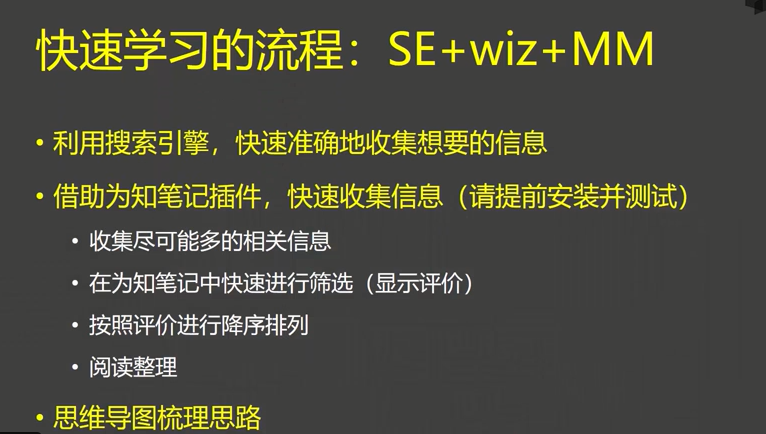 快速学习的流程：SE+wiz+MM
• 利用搜索引擎，快速准确地收集想要的信息
• 借助为知笔记插件，快速收集信息（请提前安装并测试）
• 收集尽可能多的相关信息
• 在为知笔记中快速进行筛选（显示评价）
• 按照评价进行降序排列
• 阅读整理
• 思维导图梳理思路